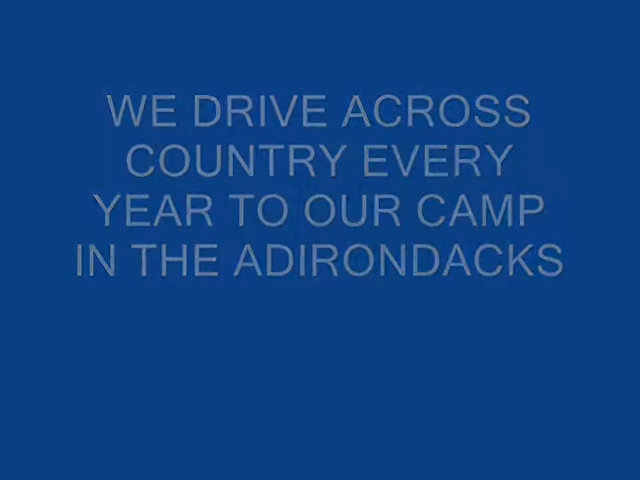 WE DRIVE ACROSS
COUNTRY EVERY
YEAR TO OUR CAMP
IN THE ADIRONDACKS